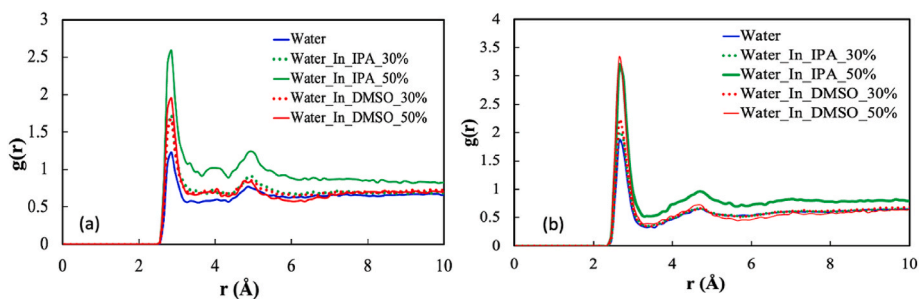 3
2.5
2
1.5
1
0.5
0
g(r)
Water
Water_In_IPA_30%
Water_In_IPA_50%
Water_In_DMSO_30%
Water_In_DMSO_50%
(a)
0 2 4 6 8 10
r (Å)
4
3.5
3
2.5
2
1.5
1
0.5
0
g(r)
Water
Water_In_IPA_30%
Water_In_IPA_50%
Water_In_DMSO_30%
Water_In_DMSO_50%
(b)
0 2 4 6 8 10
r (Å)